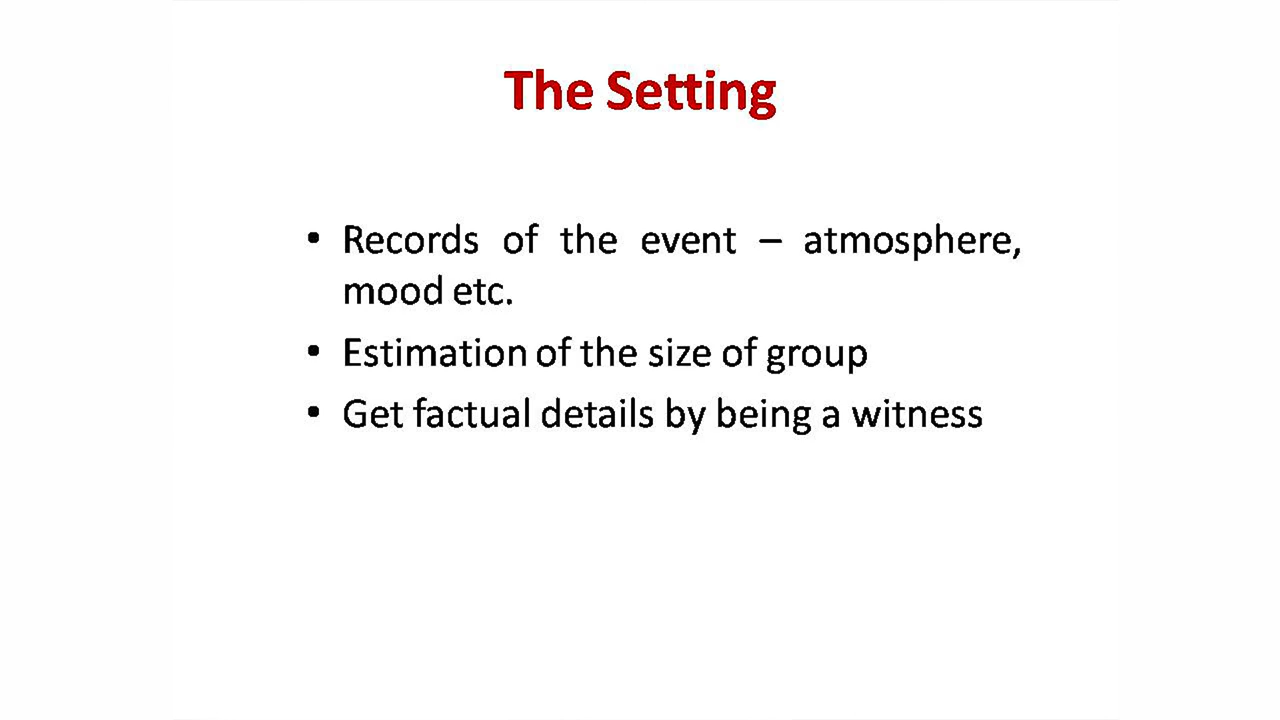 The Setting
• Records of the event – atmosphere,
mood etc.
• Estimation of the size of group
• Get factual details by being a witness